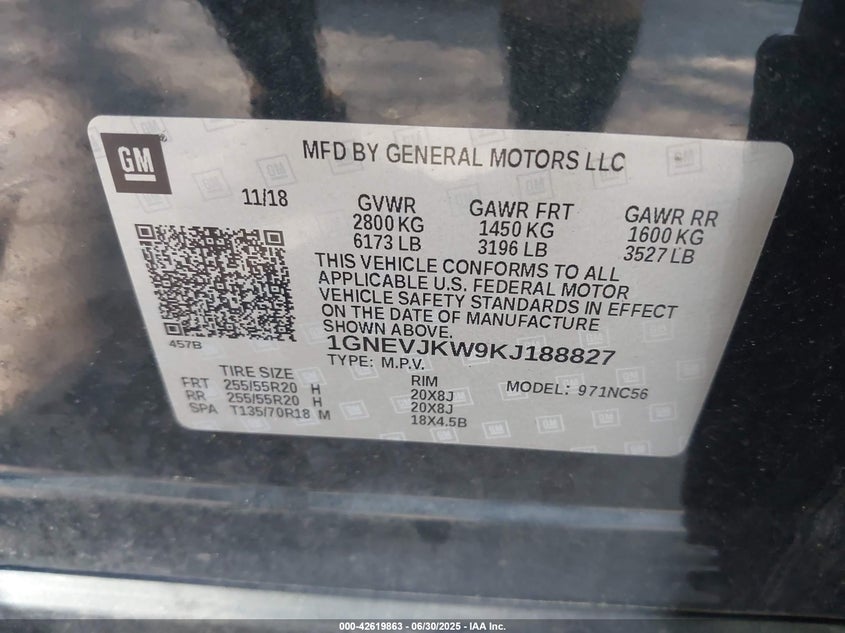 GM
MFD BY GENERAL MOTORS LLC
11/18
GVWR
2800 KG
6173 LB
GAWR FRT
1450 KG
3196 LB
GAWR RR
1600 KG
3527 LB
THIS VEHICLE CONFORMS TO ALL
APPLICABLE U.S. FEDERAL MOTOR
VEHICLE SAFETY STANDARDS IN EFFECT
ON THE DATE OF MANUFACTURE
SHOWN ABOVE.
457B
1GNEVJKW9KJ188827
TYPE: M.P.V.
MODEL: 971NC56
TIRE SIZE RIM
FRT 255/55R20 H 20X8J
RR 255/55R20 H 20X8J
SPA T135/70R18 M 18X4.5B
000-42619863 - 06/30/2025 - IAA Inc.